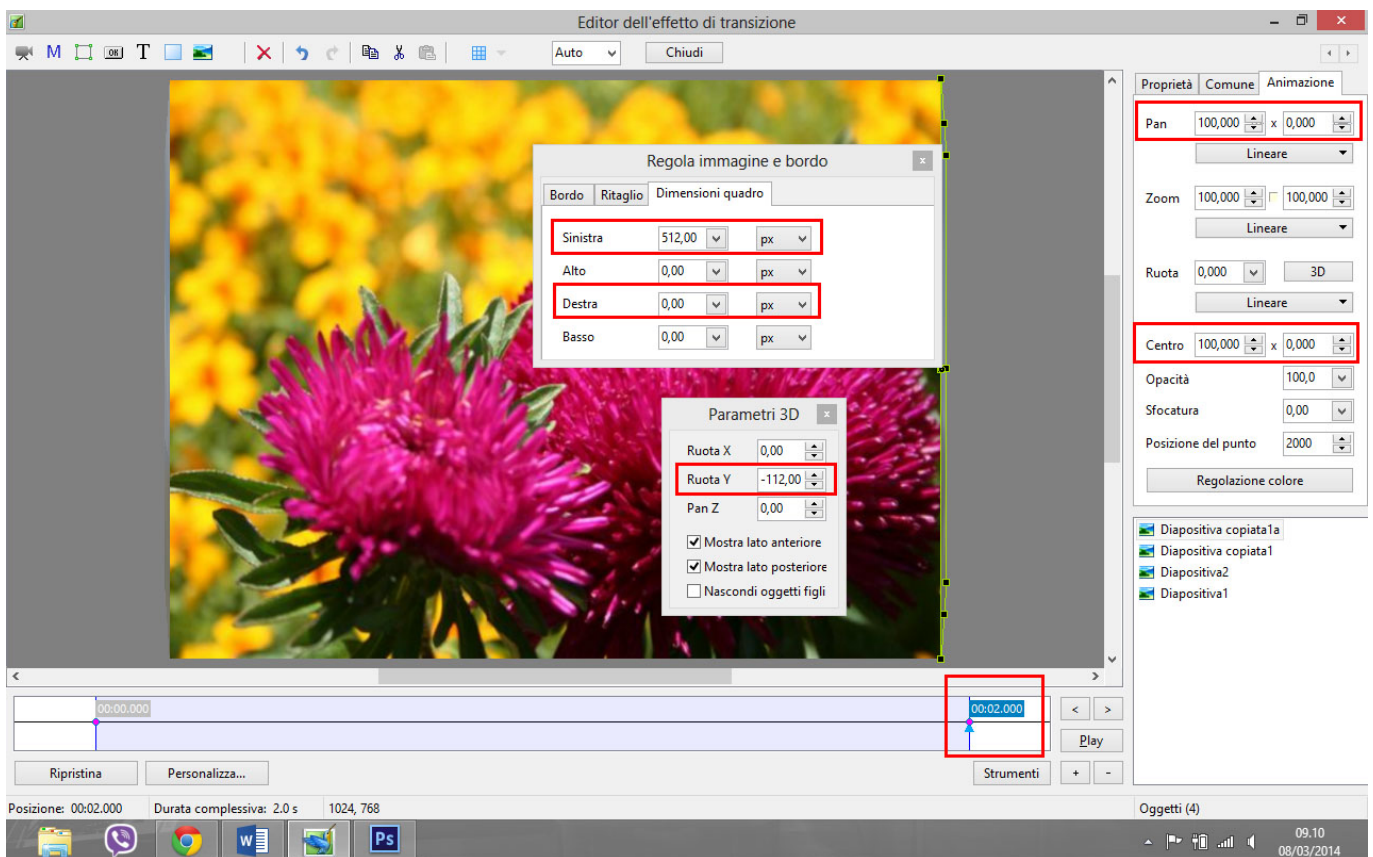 Editor dell'effetto di transizione
M OK T Auto Chiudi
Proprietà Comune Animazione
Pan 100,000 x 0,000
Lineare
Zoom 100,000 100,000
Lineare
Ruota 0,000 3D
Lineare
Centro 100,000 x 0,000
Opacità 100,0
Sfocatura 0,00
Posizione del punto 2000
Regolazione colore
Regola immagine e bordo x
Bordo Ritaglio Dimensioni quadro
Sinistra 512,00 px
Alto 0,00 px
Destra 0,00 px
Basso 0,00 px
Parametri 3D x
Ruota X 0,00
Ruota Y -112,00
Pan Z 0,00
Mostra lato anteriore
Mostra lato posteriore
Nascondi oggetti figli
Diapositiva copiata1a
Diapositiva copiata1
Diapositiva2
Diapositiva1
00:00.000 00:02.000 < >
Play
Ripristina Personalizza... Strumenti + -
Posizione: 00:02.000 Durata complessiva: 2.0 s 1024, 768 Oggetti (4)
W Ps 09.10
08/03/2014